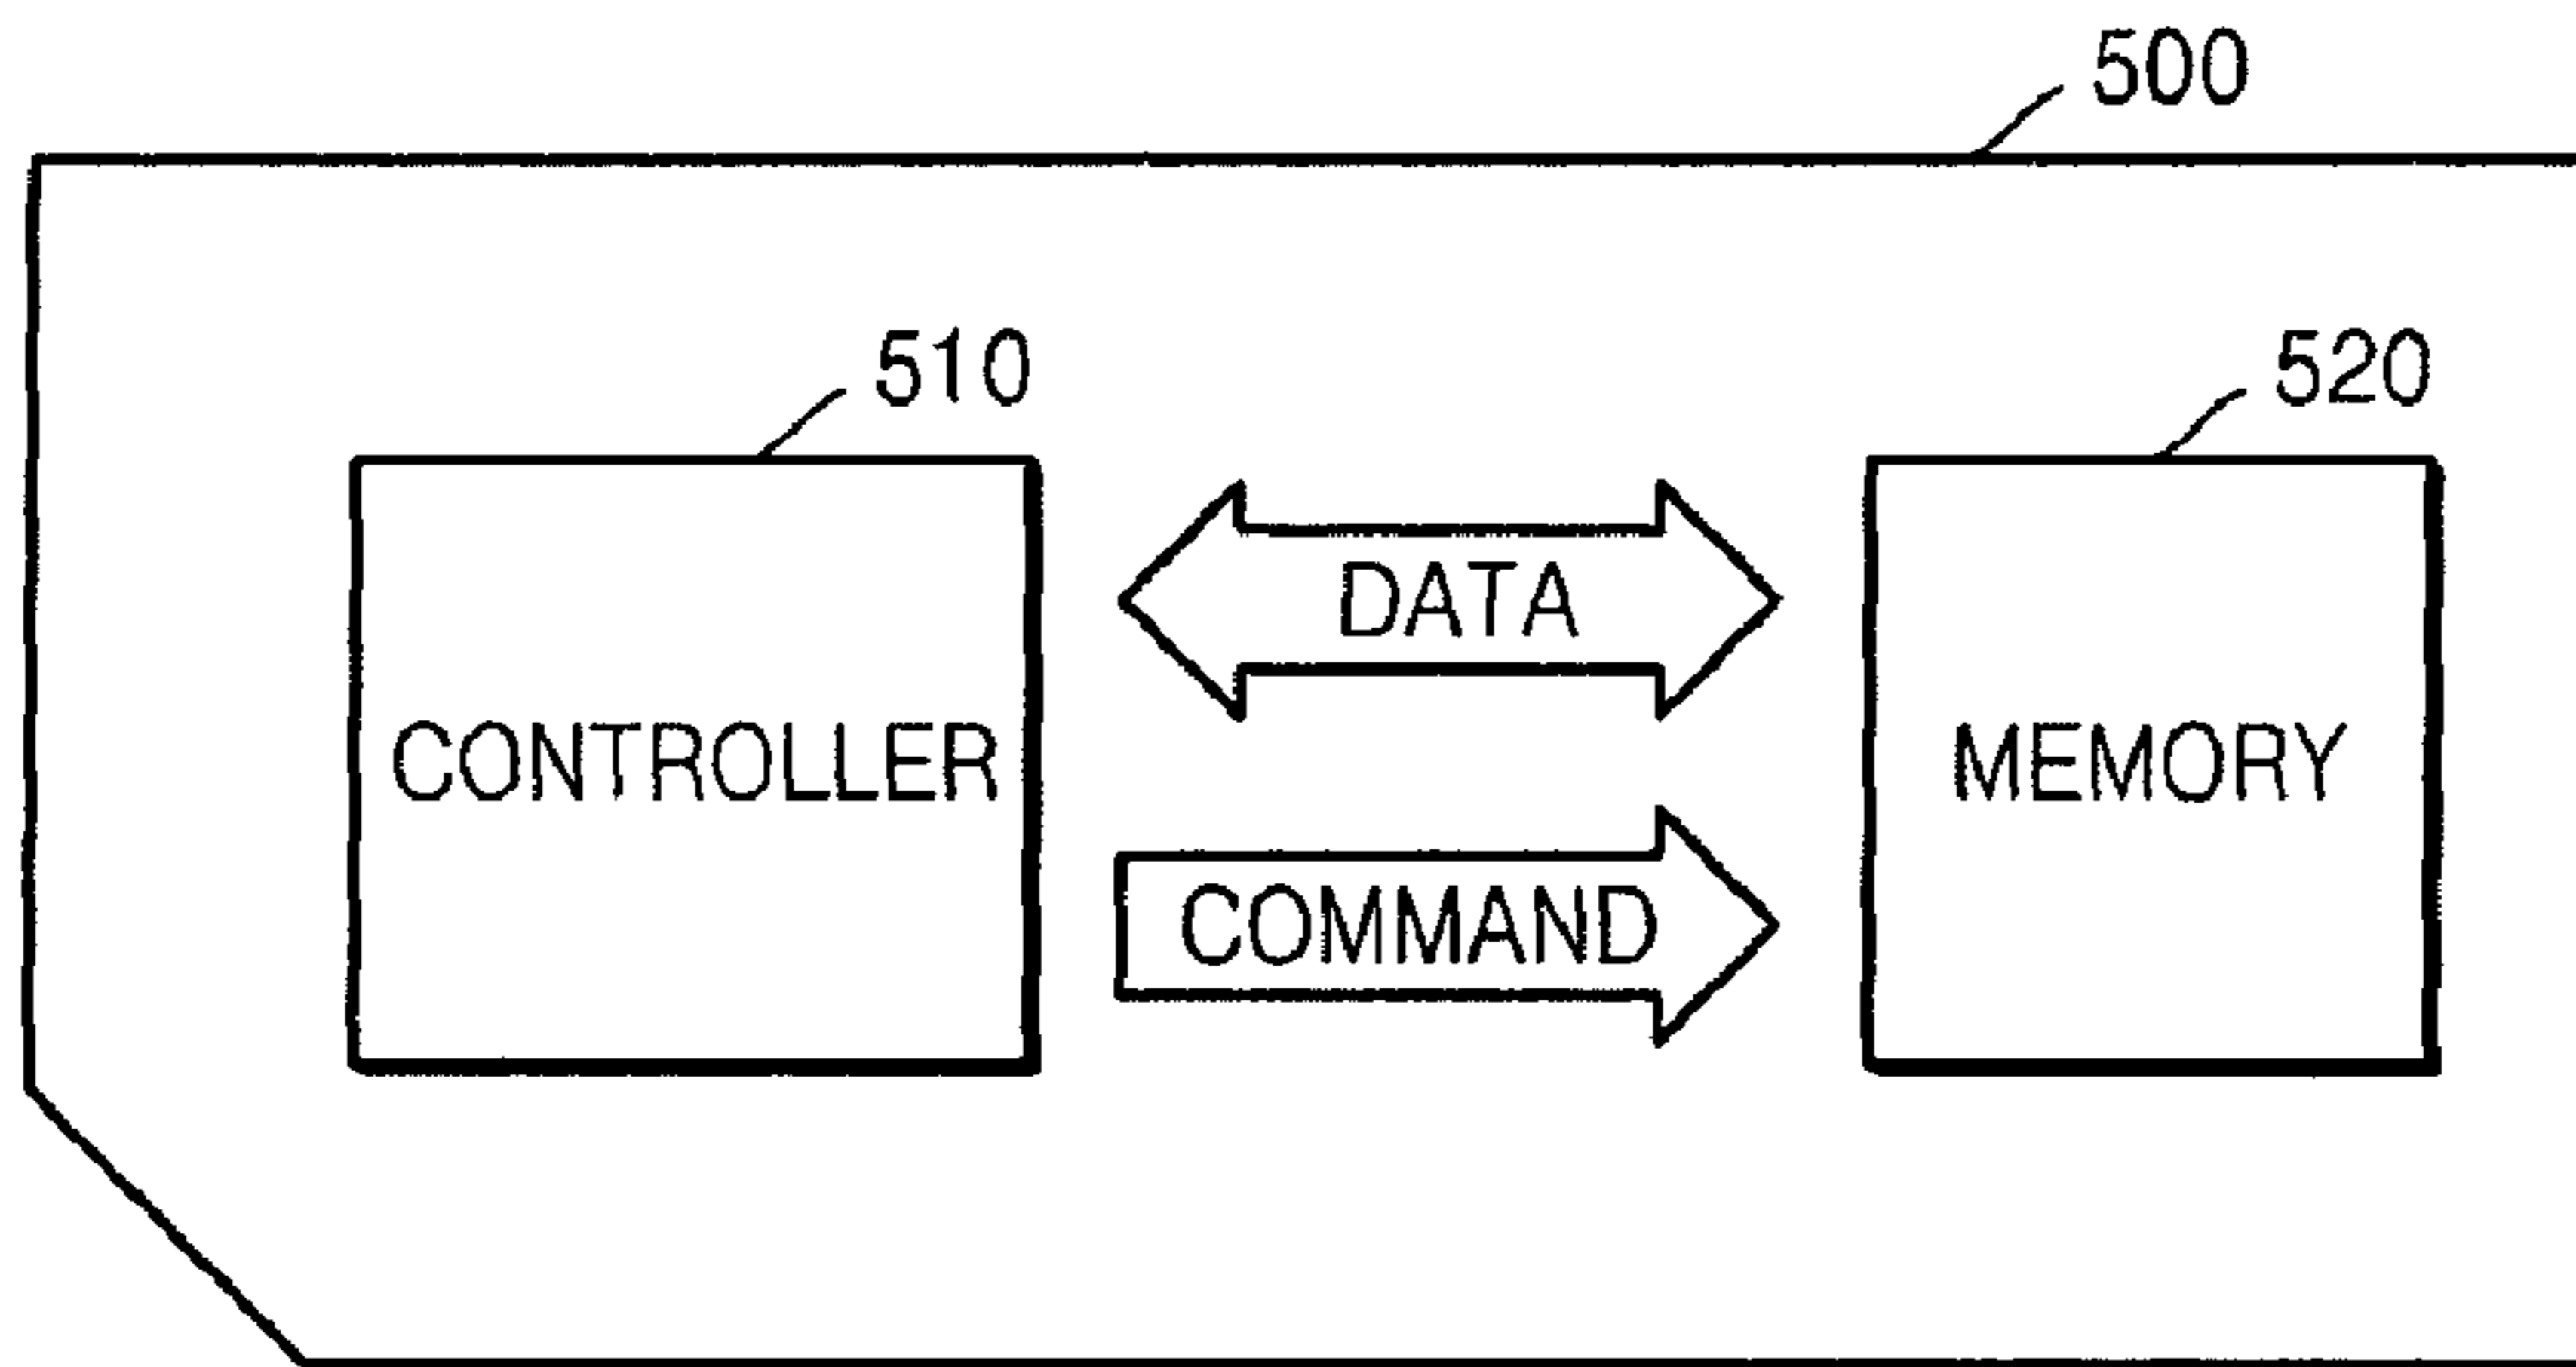 500
510
520
DATA
CONTROLLER
MEMORY
COMMAND